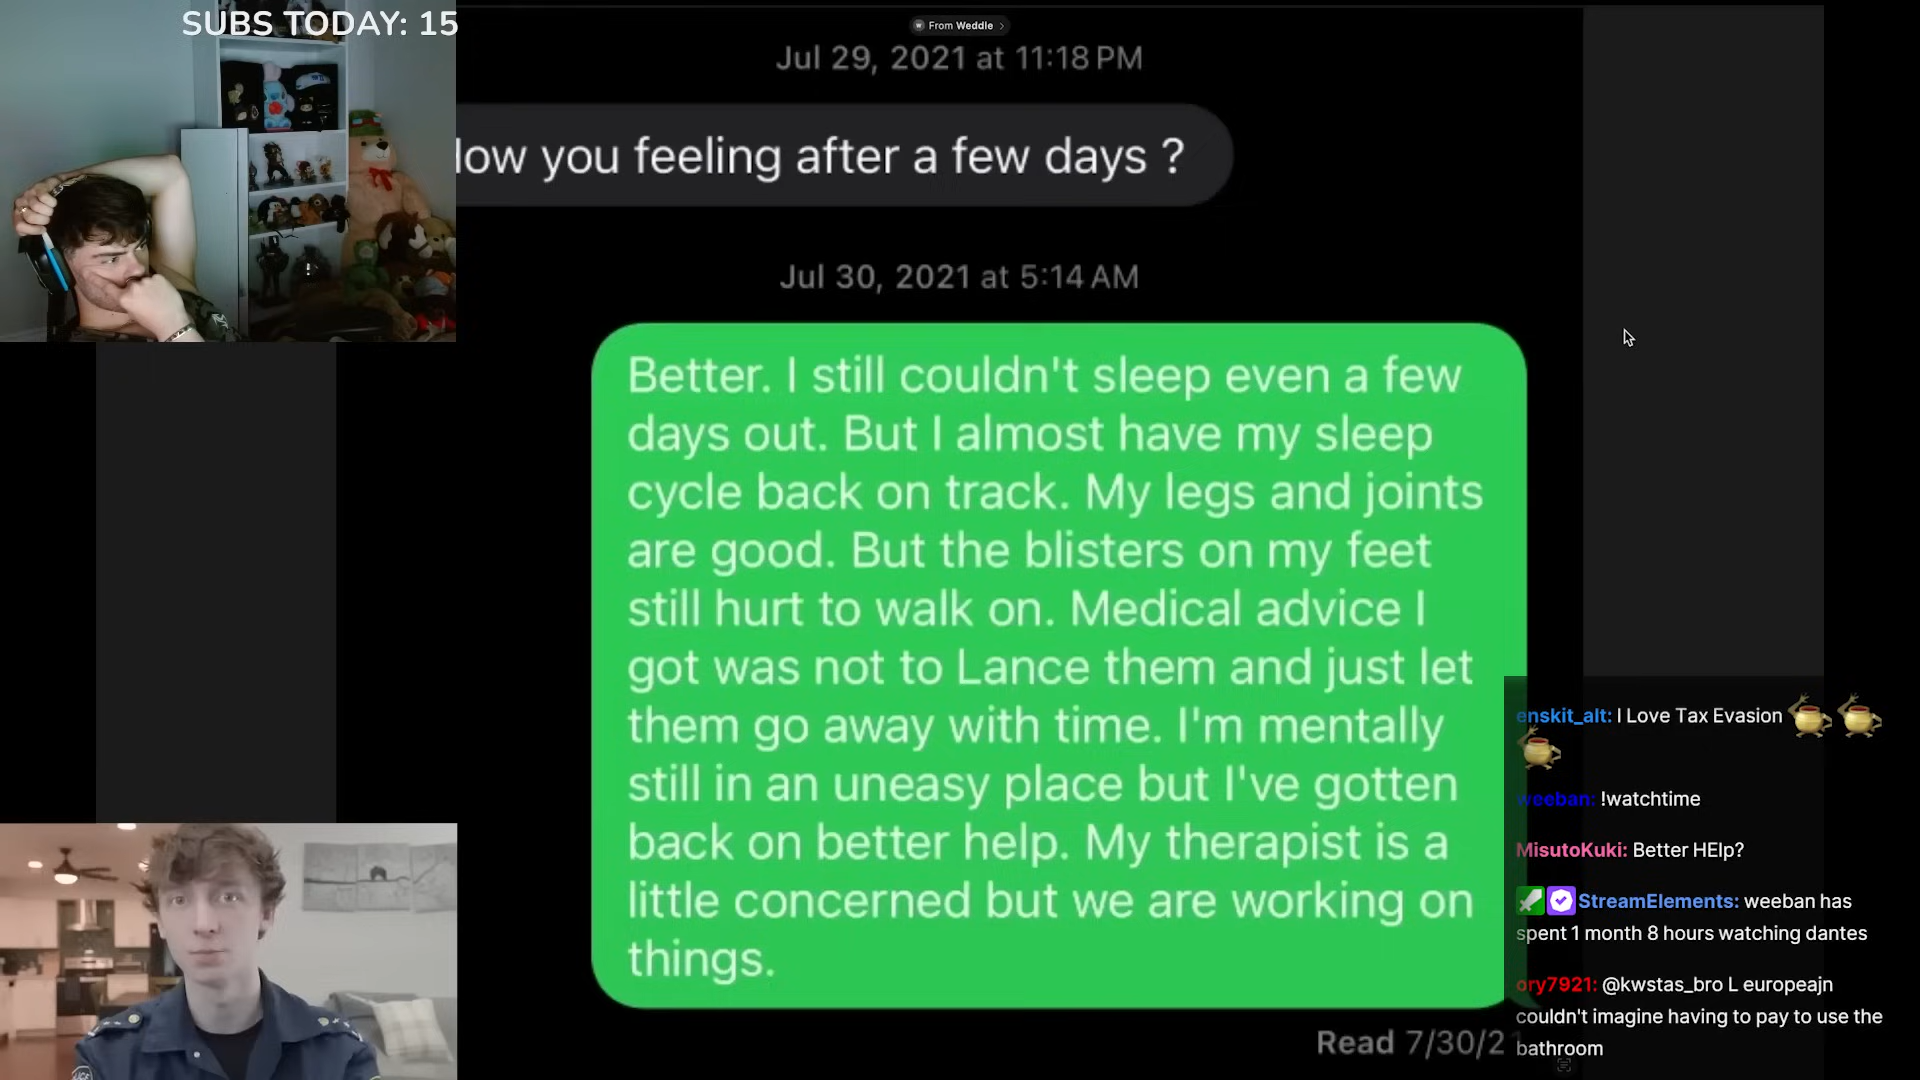 SUBS TODAY: 15
From Weddle
Jul 29, 2021 at 11:18 PM
you feeling after a few days ?
Jul 30, 2021 at 5:14 AM
Better. I still couldn't sleep even a few
days out. But I almost have my sleep
cycle back on track. My legs and joints
are good. But the blisters on my feet
still hurt to walk on. Medical advice I
got was not to Lance them and just let
them go away with time. I'm mentally
still in an uneasy place but I've gotten
back on better help. My therapist is a
little concerned but we are working on
things.
Read 7/30/2
enskit_alt: I Love Tax Evasion
weeban: !watchtime
MisutoKuki: Better HElp?
StreamElements: weeban has
spent 1 month 8 hours watching dantes
ory7921: @kwstas_bro L europeajn
couldn't imagine having to pay to use the
bathroom